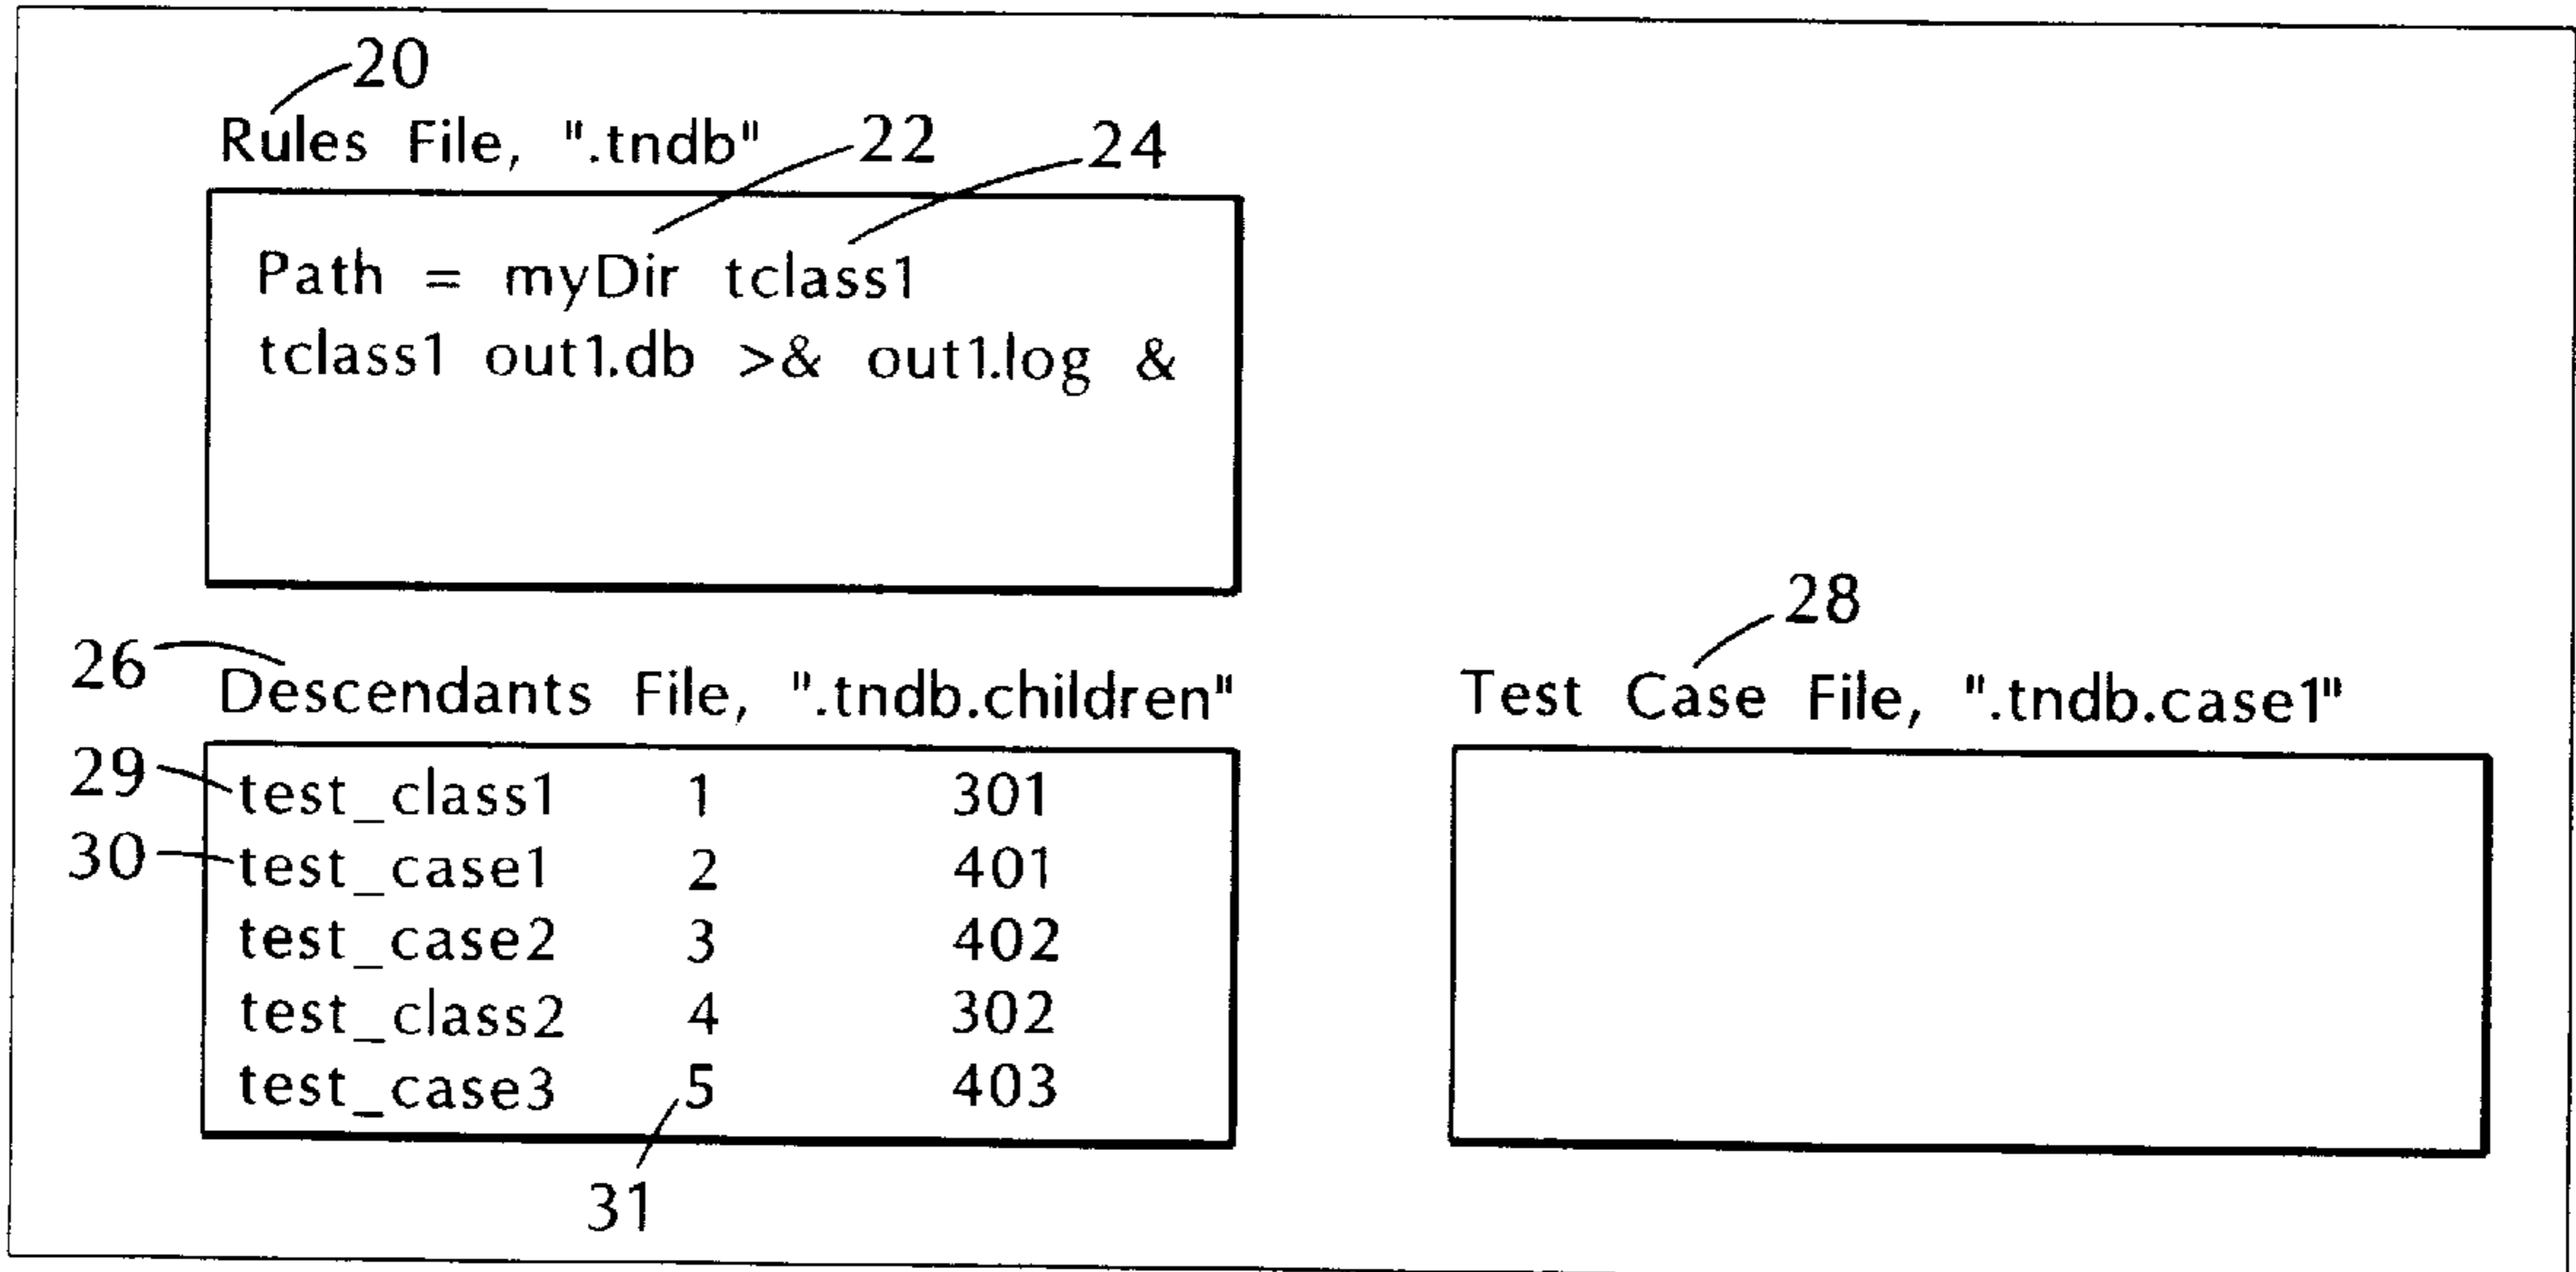 20
Rules File, ".tndb"
22
24
Path = myDir tclass1
tclass1 out1.db >& out1.log &
28
26
Descendants File, ".tndb.children"
Test Case File, ".tndb.case1"
29
test_class1 1 301
30
test_case1 2 401
test_case2 3 402
test_class2 4 302
test_case3 5 403
31